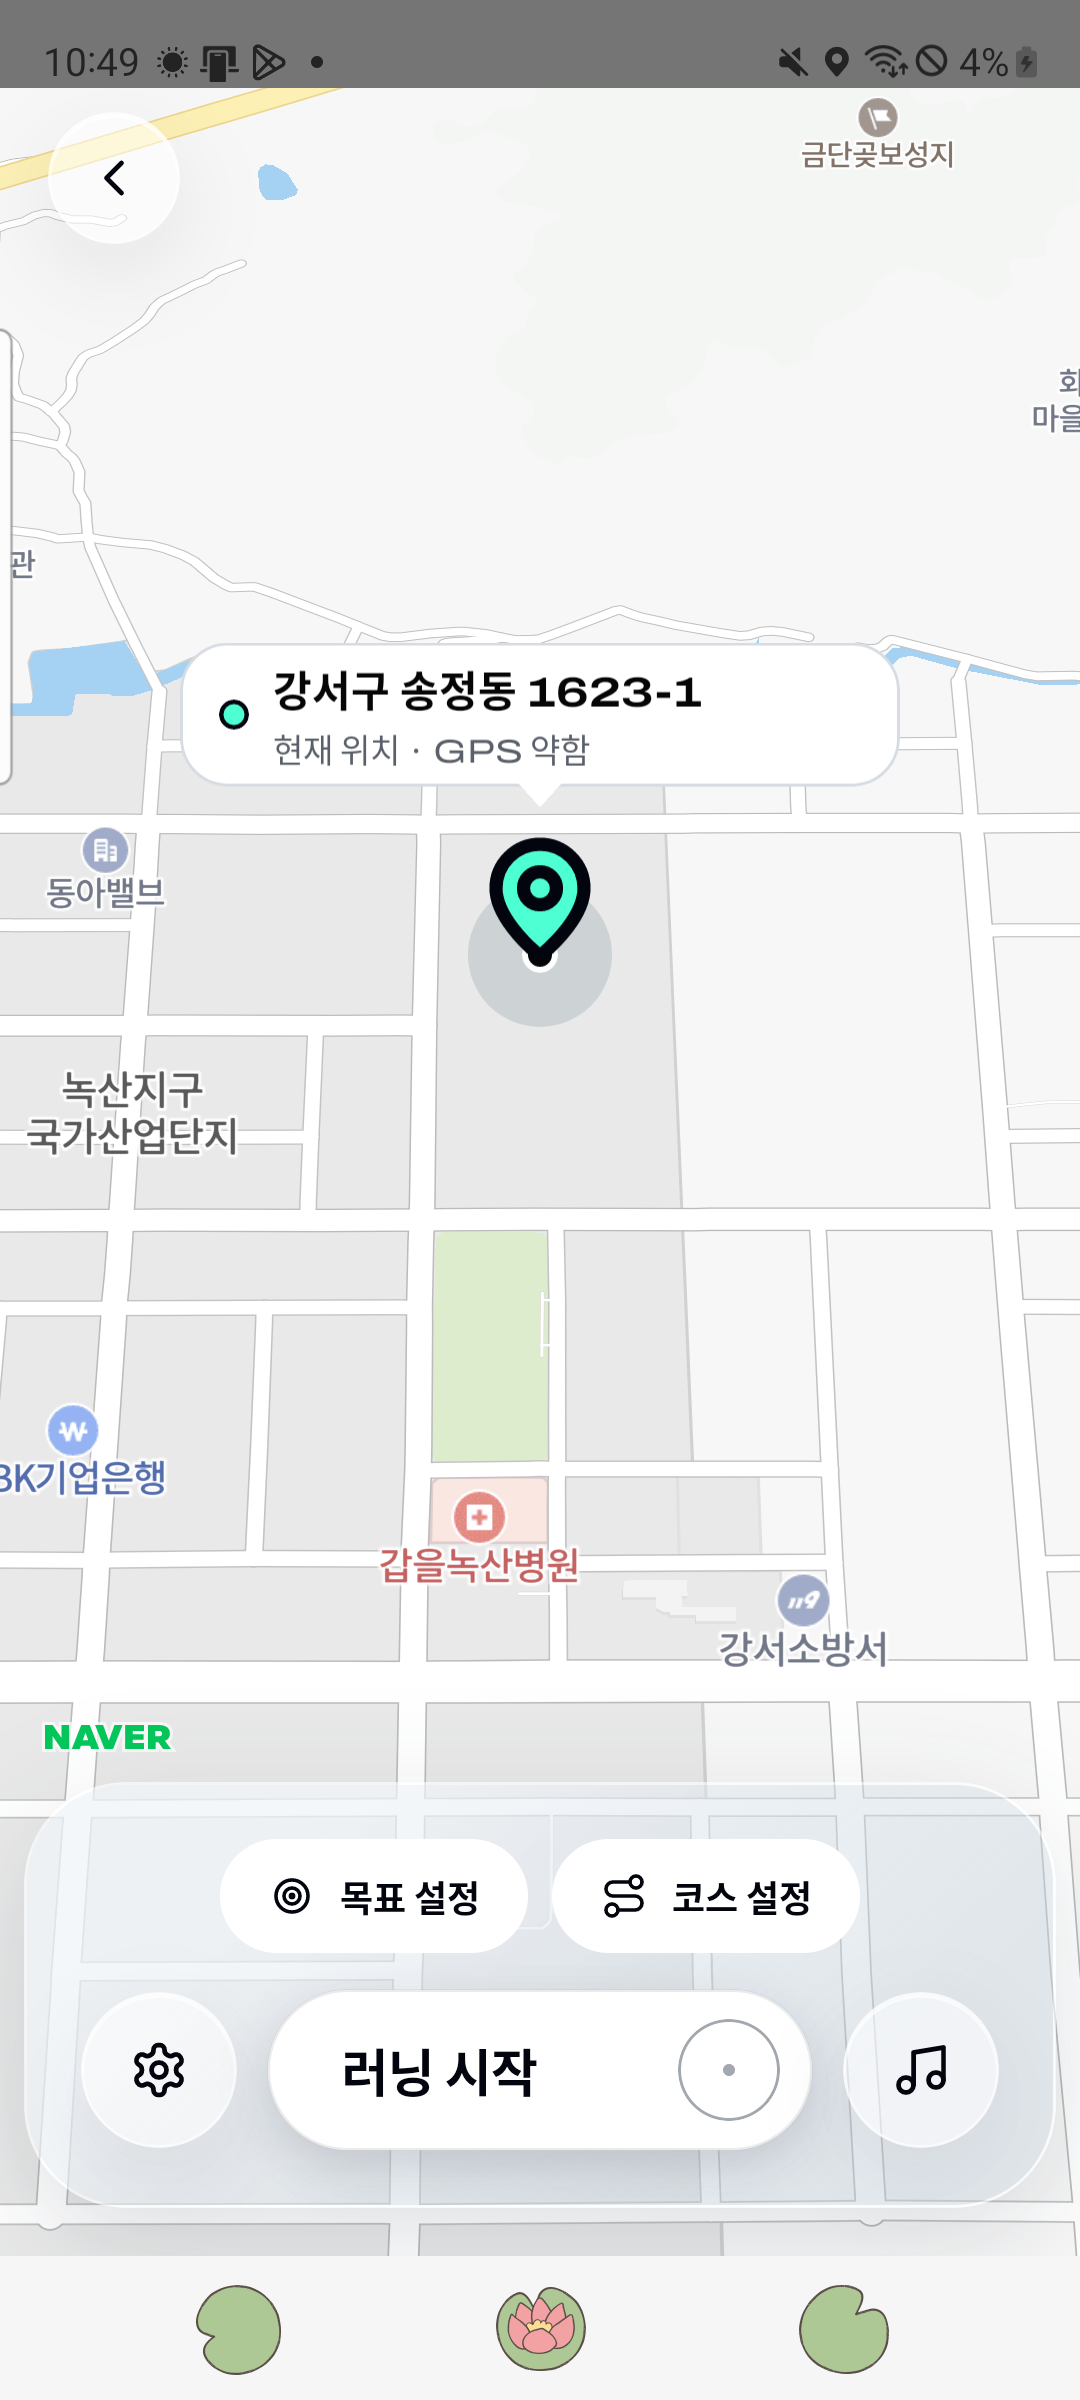 10:49
4%
금단곶보성지
마을
관
강서구 송정동 1623-1
현재 위치 · GPS 약함
동아밸브
녹산지구
국가산업단지
BK기업은행
갑을녹산병원
강서소방서
NAVER
목표 설정
코스 설정
러닝 시작